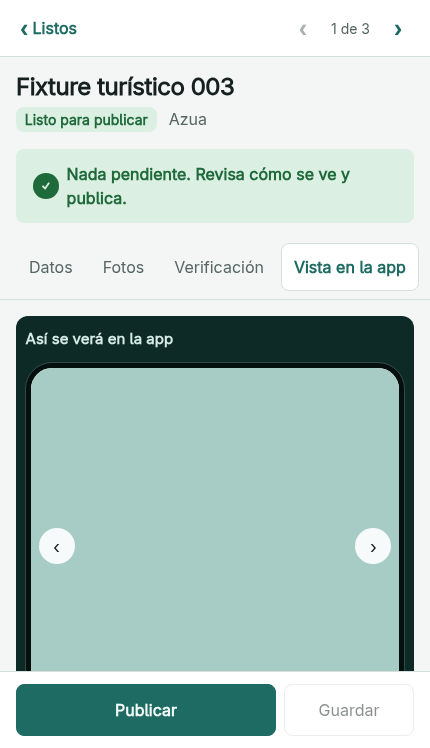 ‹ Listos
‹ 1 de 3 ›
Fixture turístico 003
Listo para publicar Azua
Nada pendiente. Revisa cómo se ve y
publica.
Datos Fotos Verificación Vista en la app
Así se verá en la app
‹ ›
Publicar Guardar